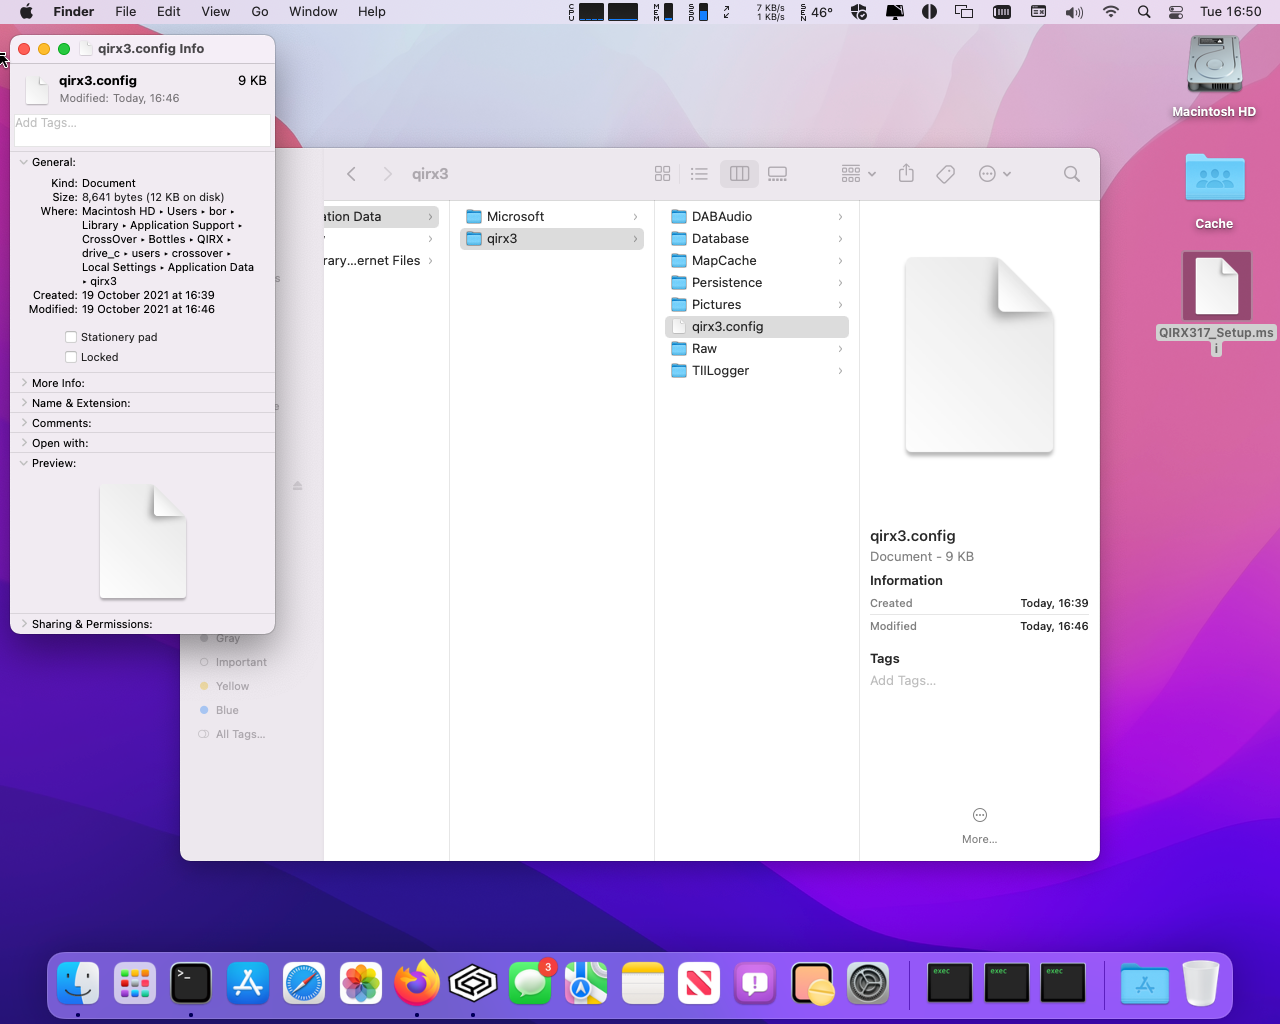 Finder File Edit View Go Window Help
CPU MEM SSD 7 KB/s 1 KB/s SEN 46° Tue 16:50
qirx3.config Info
qirx3.config 9 KB
Modified: Today, 16:46
Add Tags...
General:
Kind: Document
Size: 8,641 bytes (12 KB on disk)
Where: Macintosh HD ▸ Users ▸ bor ▸
Library ▸ Application Support ▸
CrossOver ▸ Bottles ▸ QIRX ▸
drive_c ▸ users ▸ crossover ▸
Local Settings ▸ Application Data
▸ qirx3
Created: 19 October 2021 at 16:39
Modified: 19 October 2021 at 16:46
Stationery pad
Locked
More Info:
Name & Extension:
Comments:
Open with:
Preview:
Sharing & Permissions:
Gray
Important
Yellow
Blue
All Tags...
qirx3
ation Data
rary...ernet Files
Microsoft
qirx3
DABAudio
Database
MapCache
Persistence
Pictures
qirx3.config
Raw
TIILogger
qirx3.config
Document - 9 KB
Information
Created Today, 16:39
Modified Today, 16:46
Tags
Add Tags...
More...
Macintosh HD
Cache
QIRX317_Setup.ms
i
3
exec
exec
exec